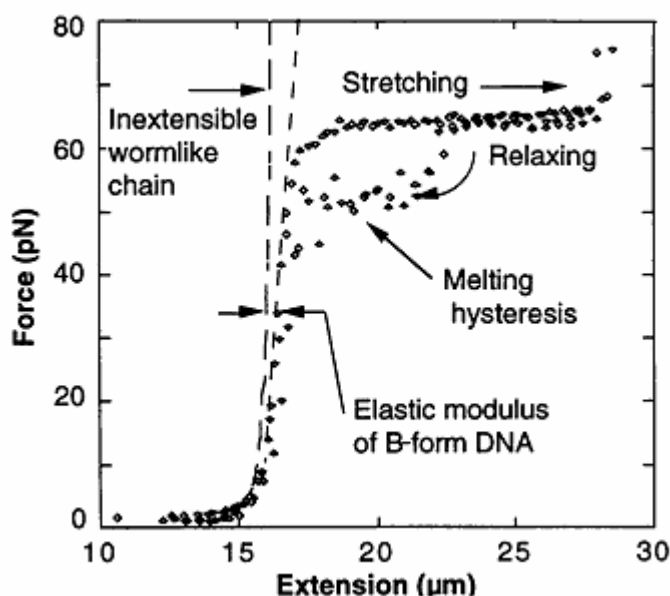 80
60
40
20
0
Force (pN)
Inextensible
wormlike
chain
Stretching
Relaxing
Melting
hysteresis
Elastic modulus
of B-form DNA
10
15
20
25
30
Extension (μm)